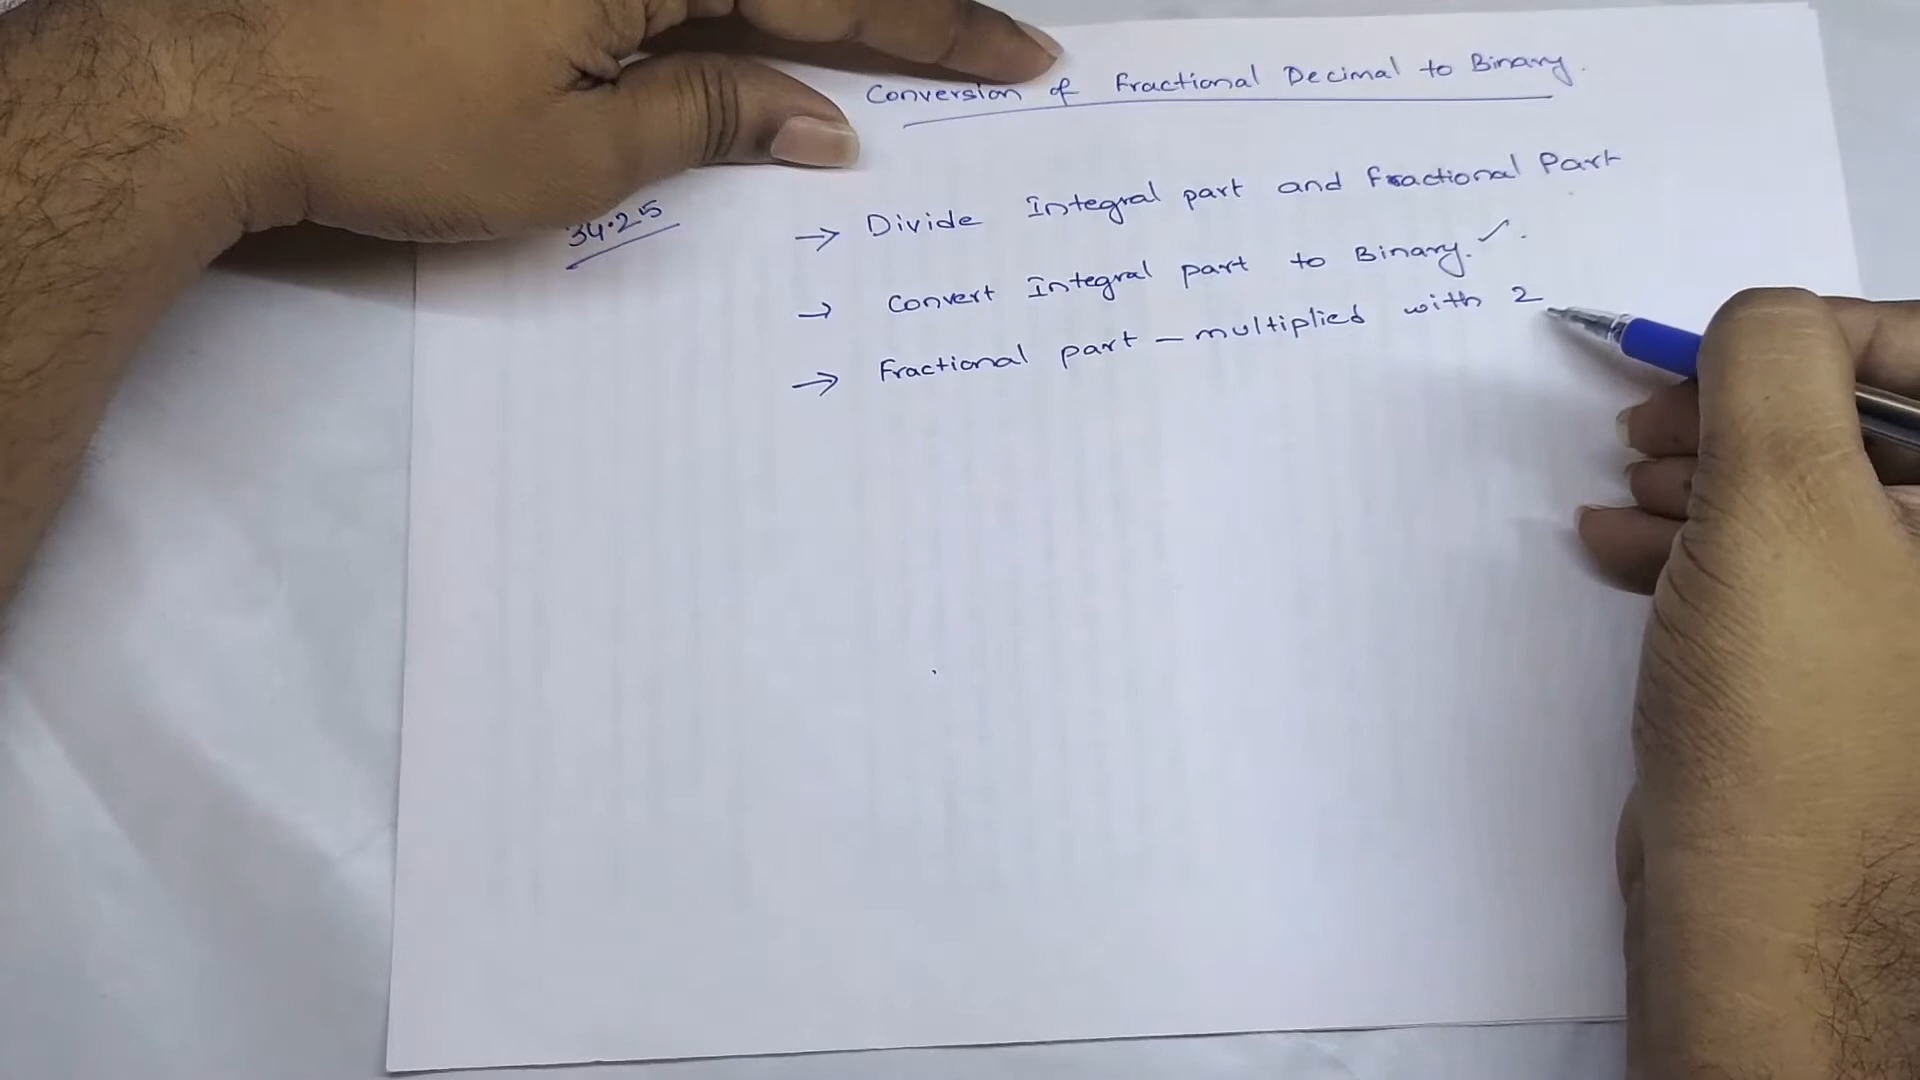 Conversion of Fractional Decimal to Binary.
34.25
→ Divide Integral part and Fractional Part
→ Convert Integral part to Binary. ✓.
→ Fractional part - multiplied with 2